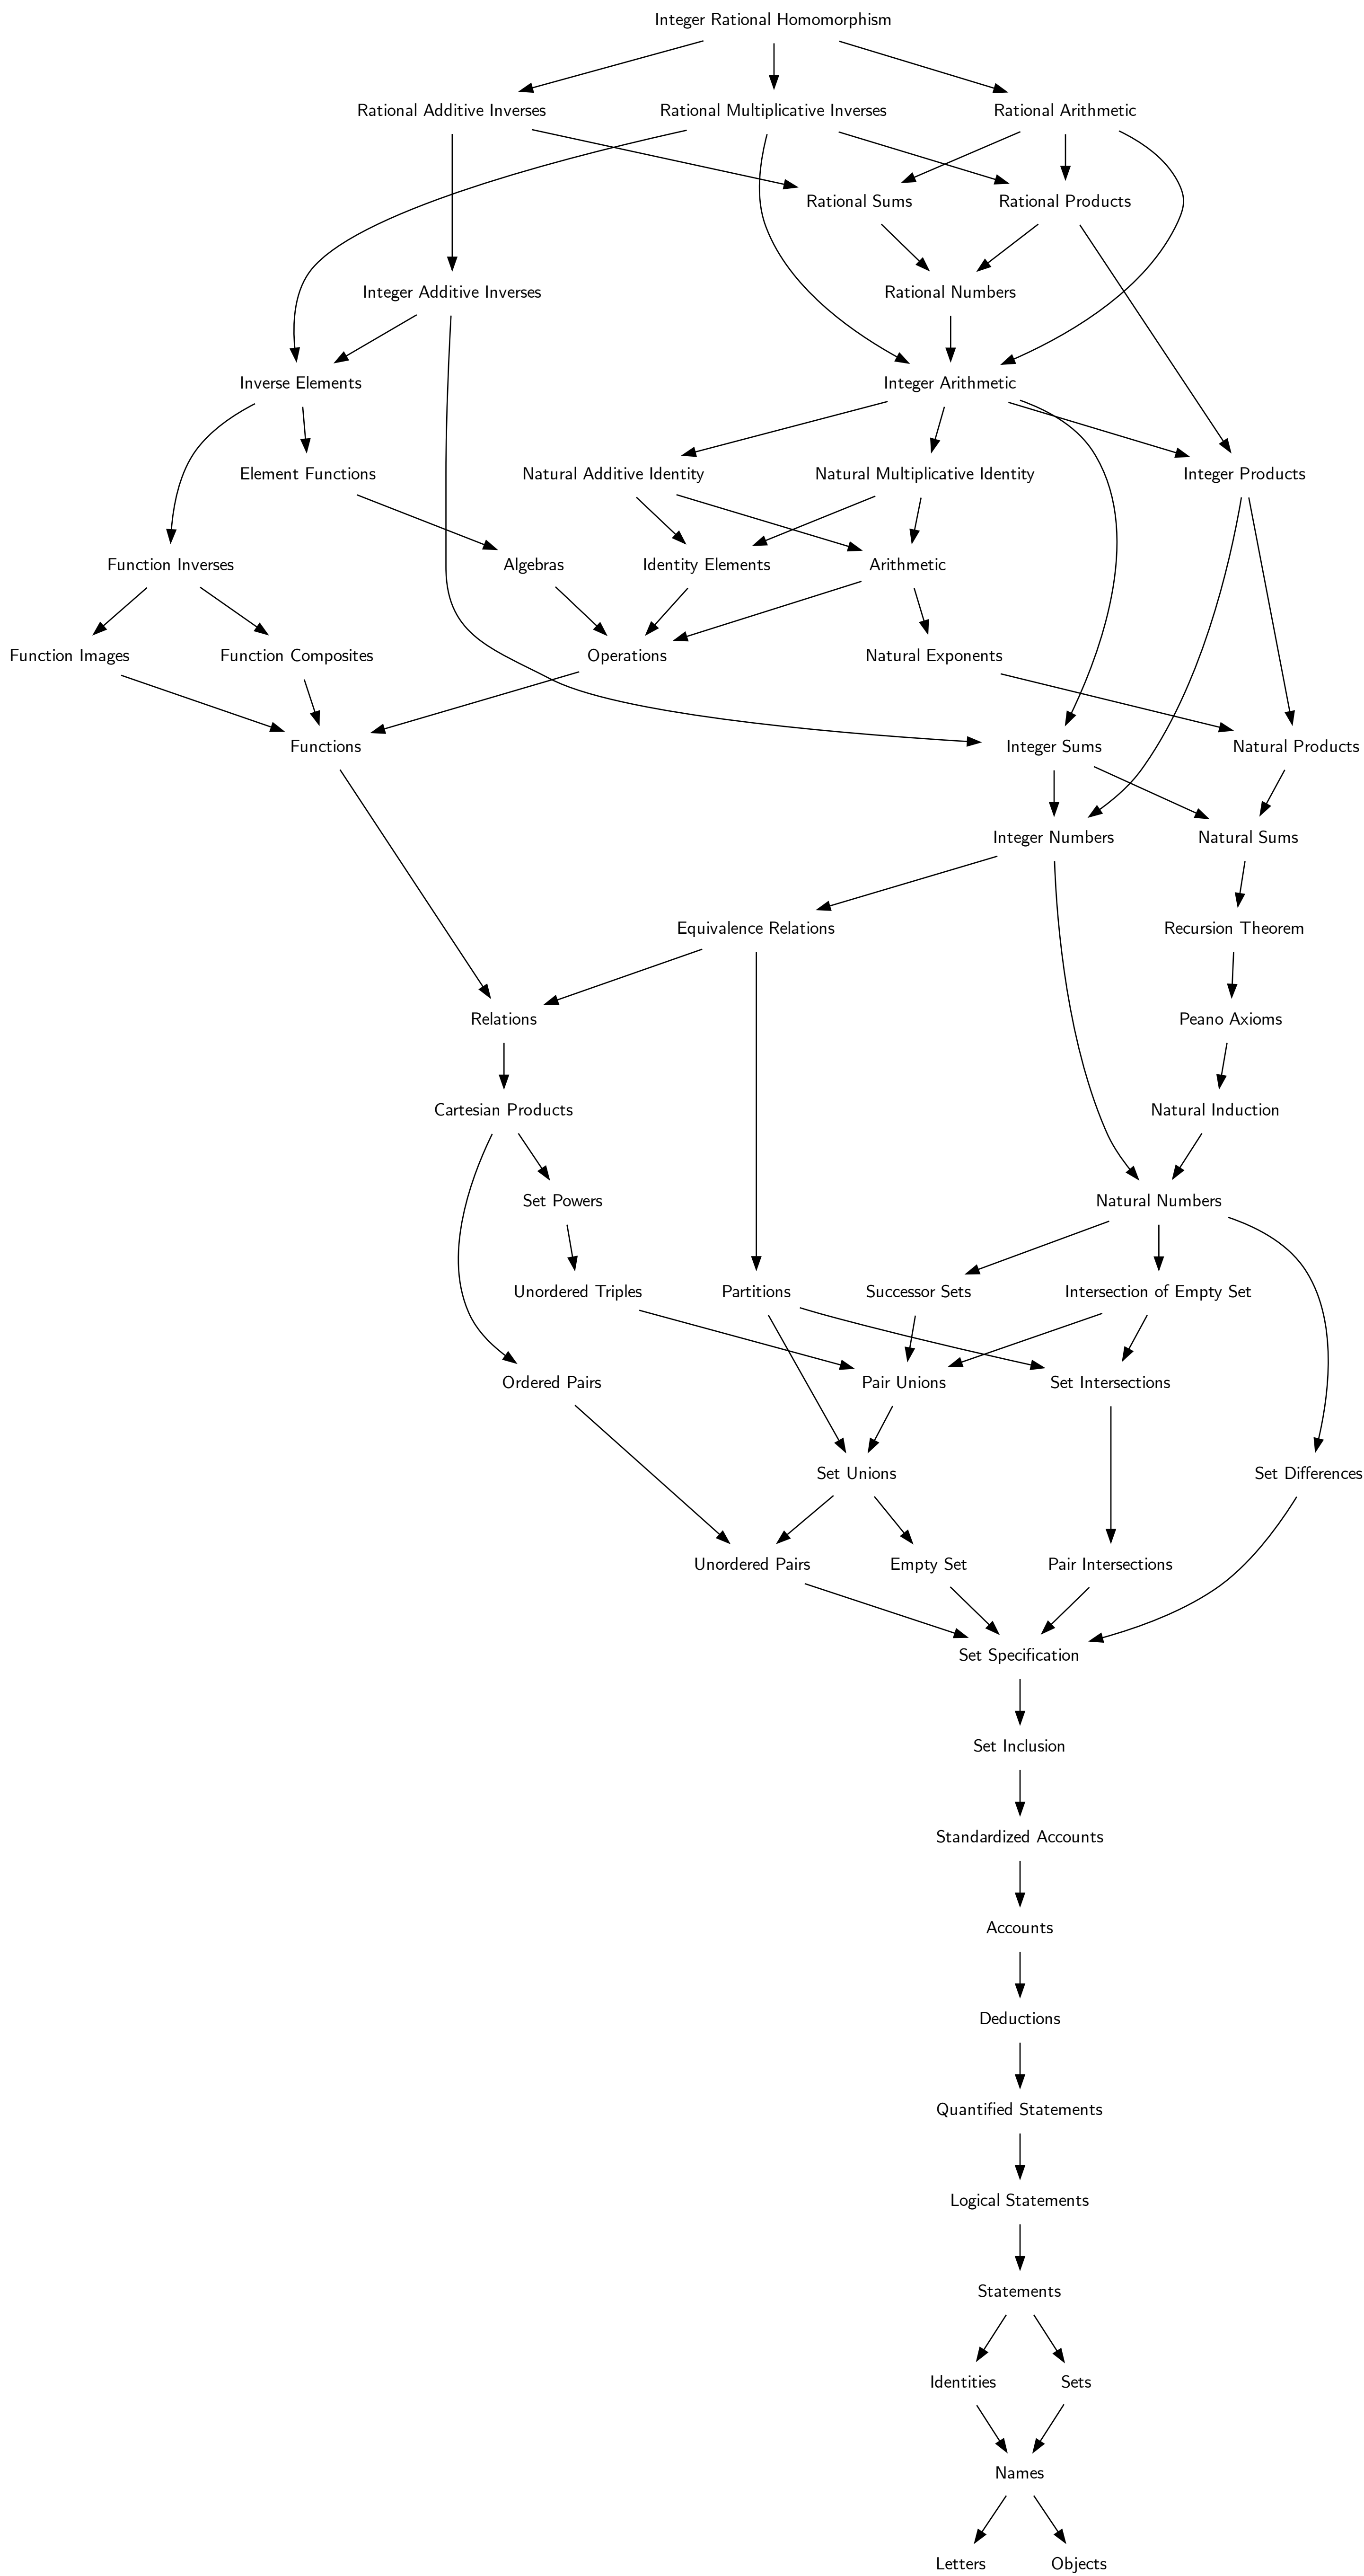 Integer Rational Homomorphism
Rational Additive Inverses
Rational Multiplicative Inverses
Rational Arithmetic
Rational Sums
Rational Products
Integer Additive Inverses
Rational Numbers
Inverse Elements
Integer Arithmetic
Element Functions
Natural Additive Identity
Natural Multiplicative Identity
Integer Products
Function Inverses
Algebras
Identity Elements
Arithmetic
Function Images
Function Composites
Operations
Natural Exponents
Functions
Integer Sums
Natural Products
Integer Numbers
Natural Sums
Equivalence Relations
Recursion Theorem
Relations
Peano Axioms
Cartesian Products
Natural Induction
Set Powers
Natural Numbers
Unordered Triples
Partitions
Successor Sets
Intersection of Empty Set
Ordered Pairs
Pair Unions
Set Intersections
Set Unions
Set Differences
Unordered Pairs
Empty Set
Pair Intersections
Set Specification
Set Inclusion
Standardized Accounts
Accounts
Deductions
Quantified Statements
Logical Statements
Statements
Identities
Sets
Names
Letters
Objects